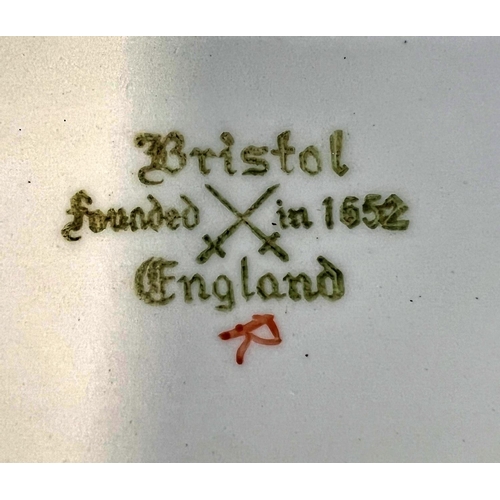 Bristol
Founded in 1652
England